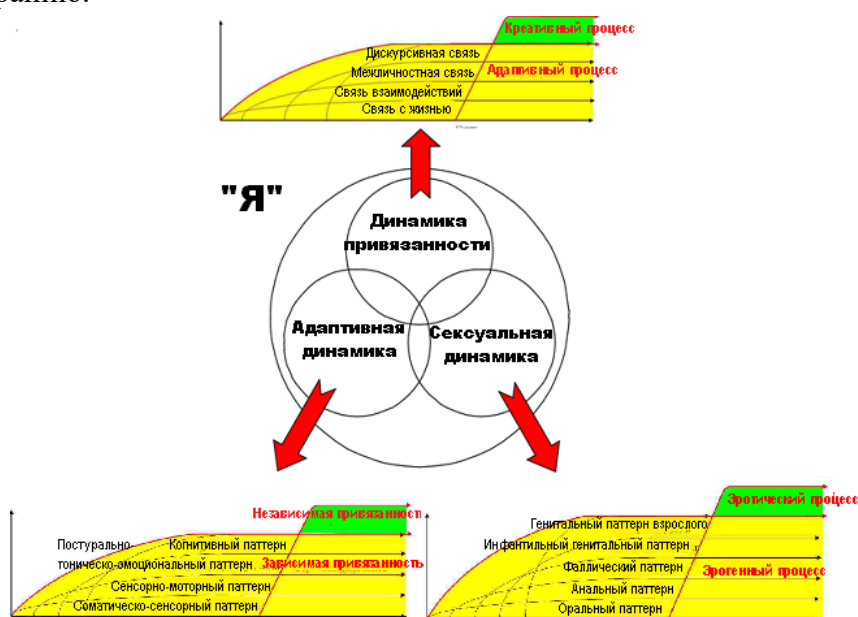 Креативный процесс
Дискурсивная связь
Межличностная связь
Адаптивный процесс
Связь взаимодействий
Связь с жизнью
"Я"
Динамика
привязанности
Адаптивная
динамика
Сексуальная
динамика
Независимая привязанност
Постурально-
Когнитивный паттерн
тоническо-эмоциональный паттерн
Зависимая привязанность
Сенсорно-моторный паттерн
Соматическо-сенсорный паттерн
Эротический процесс
Генитальный паттерн взрослого
Инфантильный генитальный паттерн
Фаллический паттерн
Эрогенный процесс
Анальный паттерн
Оральный паттерн